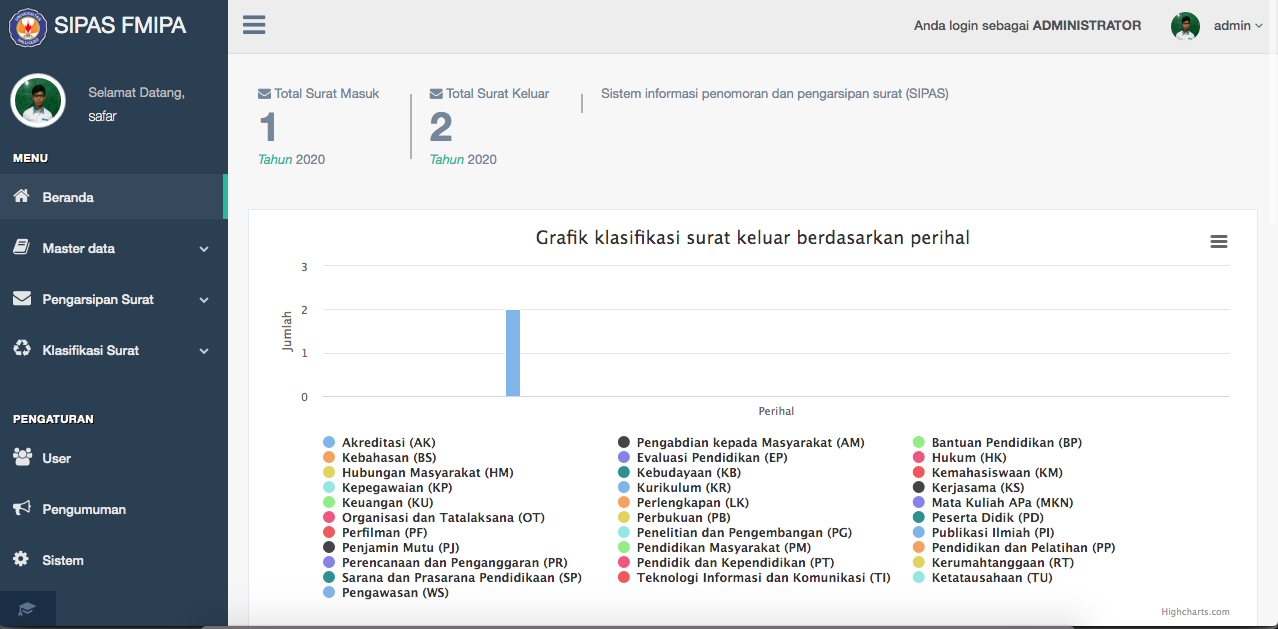 SIPAS FMIPA
Anda login sebagai ADMINISTRATOR
admin
Selamat Datang,
safar
MENU
Beranda
Master data
Pengarsipan Surat
Klasifikasi Surat
PENGATURAN
User
Pengumuman
Sistem
Total Surat Masuk
1
Tahun 2020
Total Surat Keluar
2
Tahun 2020
Sistem informasi penomoran dan pengarsipan surat (SIPAS)
Grafik klasifikasi surat keluar berdasarkan perihal
Jumlah
3
2
1
0
Perihal
Akreditasi (AK)
Pengabdian kepada Masyarakat (AM)
Bantuan Pendidikan (BP)
Kebahasan (BS)
Evaluasi Pendidikan (EP)
Hukum (HK)
Hubungan Masyarakat (HM)
Kebudayaan (KB)
Kemahasiswaan (KM)
Kepegawaian (KP)
Kurikulum (KR)
Kerjasama (KS)
Keuangan (KU)
Perlengkapan (LK)
Mata Kuliah APa (MKN)
Organisasi dan Tatalaksana (OT)
Perbukuan (PB)
Peserta Didik (PD)
Perfilman (PF)
Penelitian dan Pengembangan (PG)
Publikasi Ilmiah (PI)
Penjamin Mutu (PJ)
Pendidikan Masyarakat (PM)
Pendidikan dan Pelatihan (PP)
Perencanaan dan Penganggaran (PR)
Pendidik dan Kependidikan (PT)
Kerumahtanggaan (RT)
Sarana dan Prasarana Pendidikaan (SP)
Teknologi Informasi dan Komunikasi (TI)
Ketatausahaan (TU)
Pengawasan (WS)
Highcharts.com